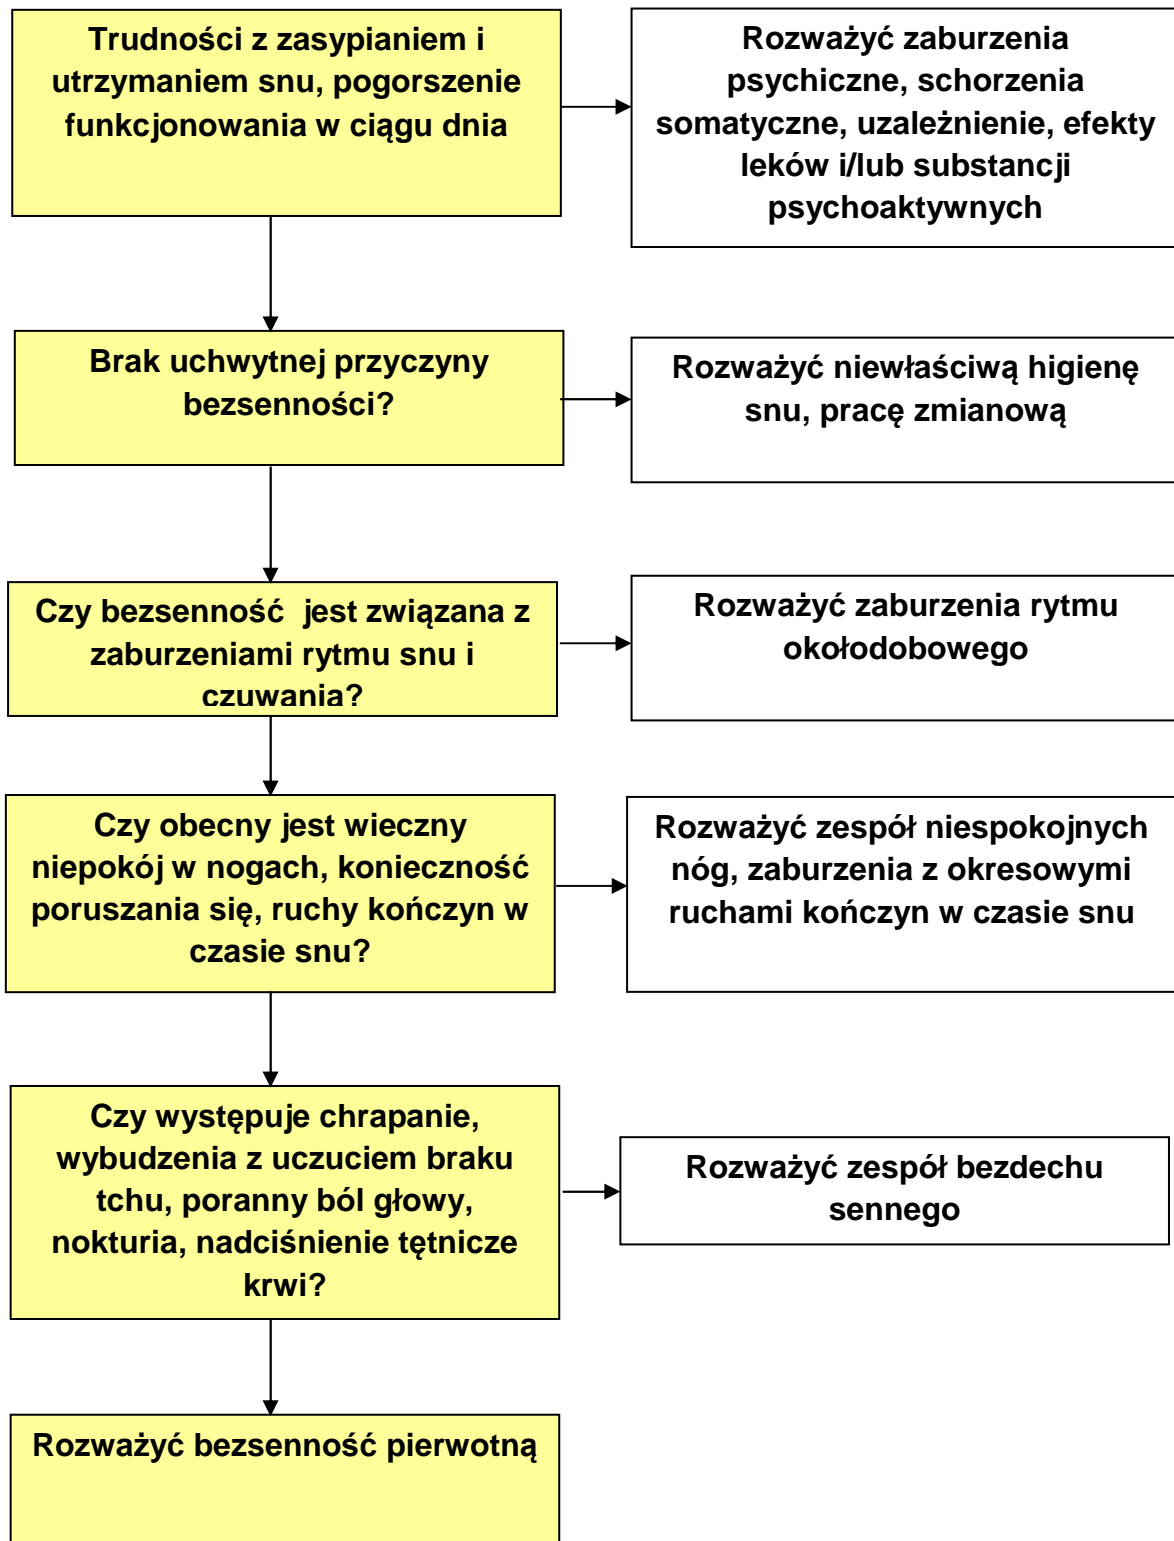 Trudności z zasypianiem i
utrzymaniem snu, pogorszenie
funkcjonowania w ciągu dnia
Rozważyć zaburzenia
psychiczne, schorzenia
somatyczne, uzależnienie, efekty
leków i/lub substancji
psychoaktywnych
Brak uchwytnej przyczyny
bezsenności?
Rozważyć niewłaściwą higienę
snu, pracę zmianową
Czy bezsenność  jest związana z
zaburzeniami rytmu snu i
czuwania?
Rozważyć zaburzenia rytmu
okołodobowego
Czy obecny jest wieczny
niepokój w nogach, konieczność
poruszania się, ruchy kończyn w
czasie snu?
Rozważyć zespół niespokojnych
nóg, zaburzenia z okresowymi
ruchami kończyn w czasie snu
Czy występuje chrapanie,
wybudzenia z uczuciem braku
tchu, poranny ból głowy,
nokturia, nadciśnienie tętnicze
krwi?
Rozważyć zespół bezdechu
sennego
Rozważyć bezsenność pierwotną